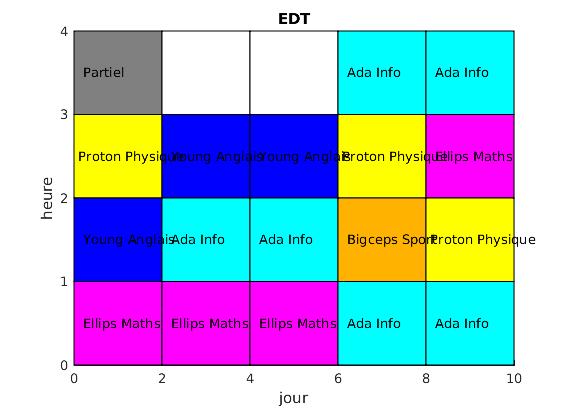 EDT
4
Partiel
Ada Info
Ada Info
3
Proton Physique
Young Anglais
Young Anglais
Proton Physique
Ellips Maths
2
Young Anglais
Ada Info
Ada Info
Bigceps Sport
Proton Physique
1
Ellips Maths
Ellips Maths
Ellips Maths
Ada Info
Ada Info
0
0 2 4 6 8 10
jour
heure